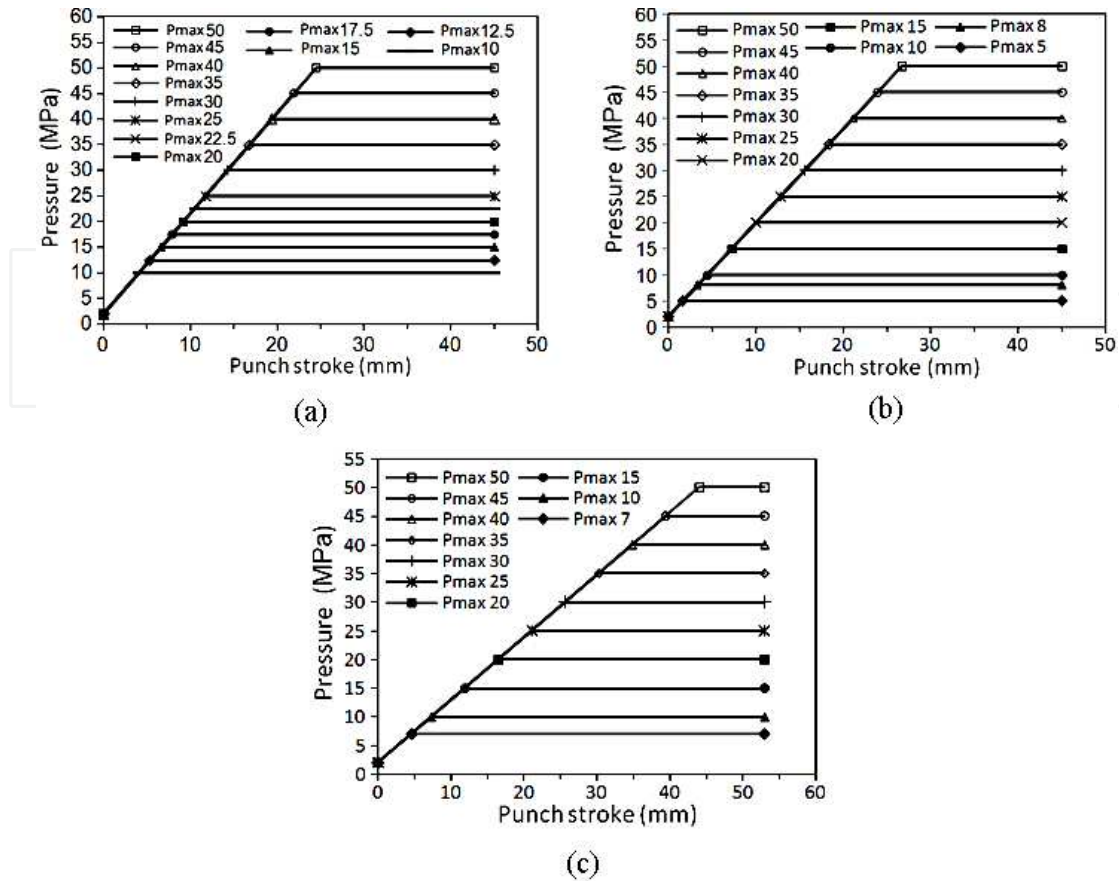 60
55
50
45
40
35
30
25
20
15
10
5
0
Pressure (MPa)
Pmax 50
Pmax 45
Pmax 40
Pmax 35
Pmax 30
Pmax 25
Pmax 22.5
Pmax 20
Pmax 17.5
Pmax 15
Pmax 12.5
Pmax 10
0 10 20 30 40 50
Punch stroke (mm)
(a)
60
55
50
45
40
35
30
25
20
15
10
5
0
Pressure (MPa)
Pmax 50
Pmax 45
Pmax 40
Pmax 35
Pmax 30
Pmax 25
Pmax 20
Pmax 15
Pmax 10
Pmax 8
Pmax 5
0 10 20 30 40 50
Punch stroke (mm)
(b)
55
50
45
40
35
30
25
20
15
10
5
0
Pressure (MPa)
Pmax 50
Pmax 45
Pmax 40
Pmax 35
Pmax 30
Pmax 25
Pmax 20
Pmax 15
Pmax 10
Pmax 7
0 10 20 30 40 50 60
Punch stroke (mm)
(c)